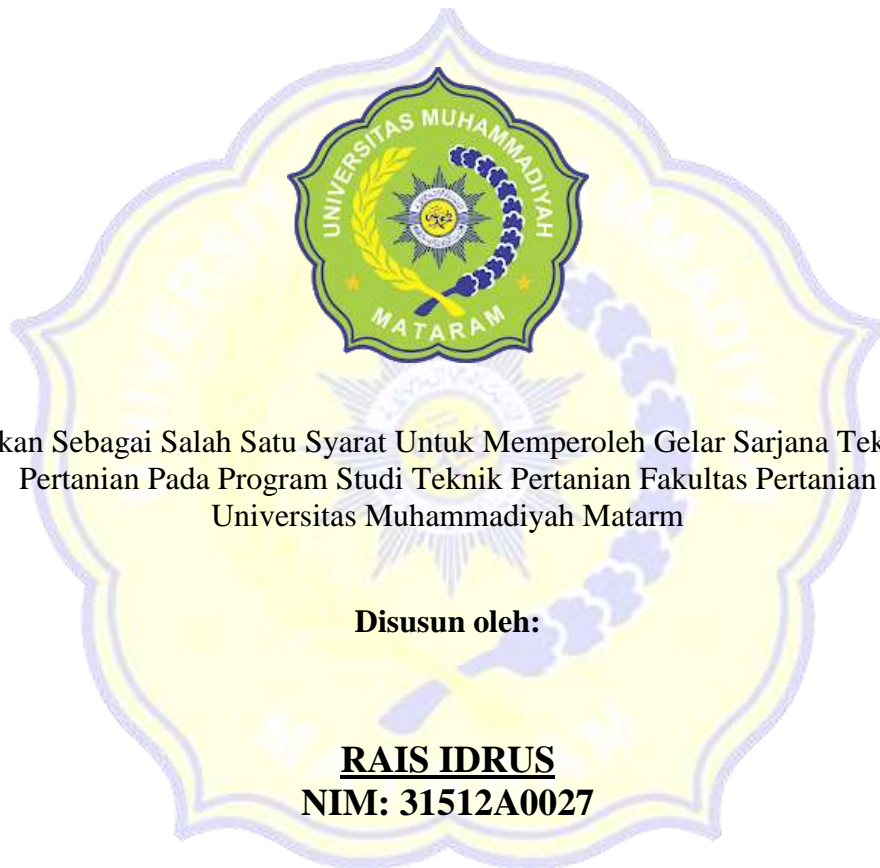 UNIVERSITAS MUHAMMADIYAH
MATARAM
kan Sebagai Salah Satu Syarat Untuk Memperoleh Gelar Sarjana Tek
Pertanian Pada Program Studi Teknik Pertanian Fakultas Pertanian
Universitas Muhammadiyah Matarm
Disusun oleh:
RAIS IDRUS
NIM: 31512A0027